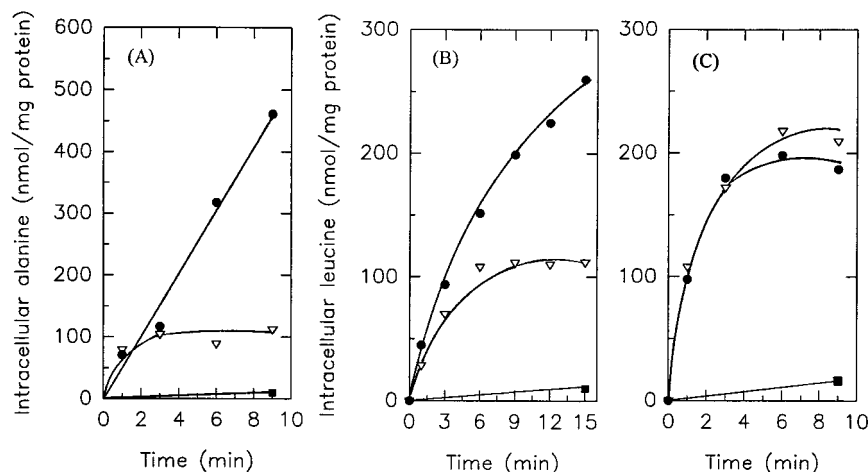 Intracellular alanine (nmol/mg protein)
600
500
400
300
200
100
0
(A)
0 2 4 6 8 10
Time (min)
Intracellular leucine (nmol/mg protein)
300
200
100
0
(B)
0 3 6 9 12 15
Time (min)
300
200
100
0
(C)
0 2 4 6 8 10
Time (min)